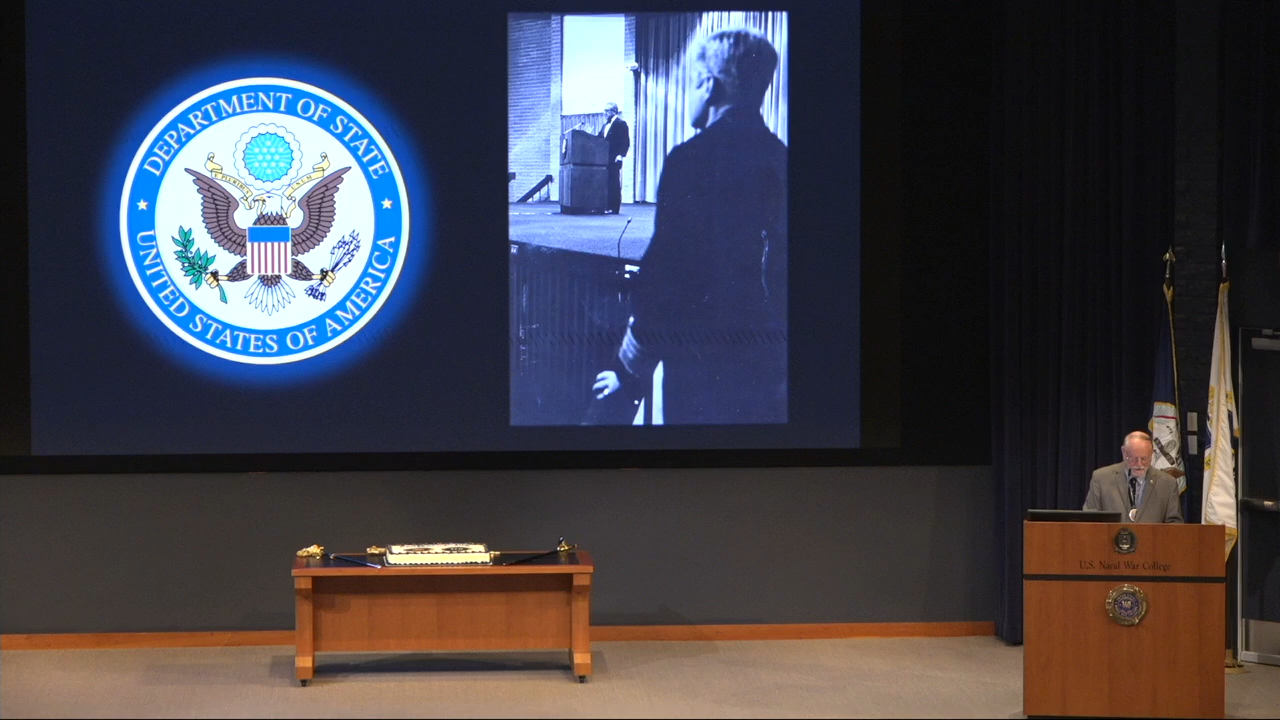 DEPARTMENT OF STATE
UNITED STATES OF AMERICA
U.S. Naval War College